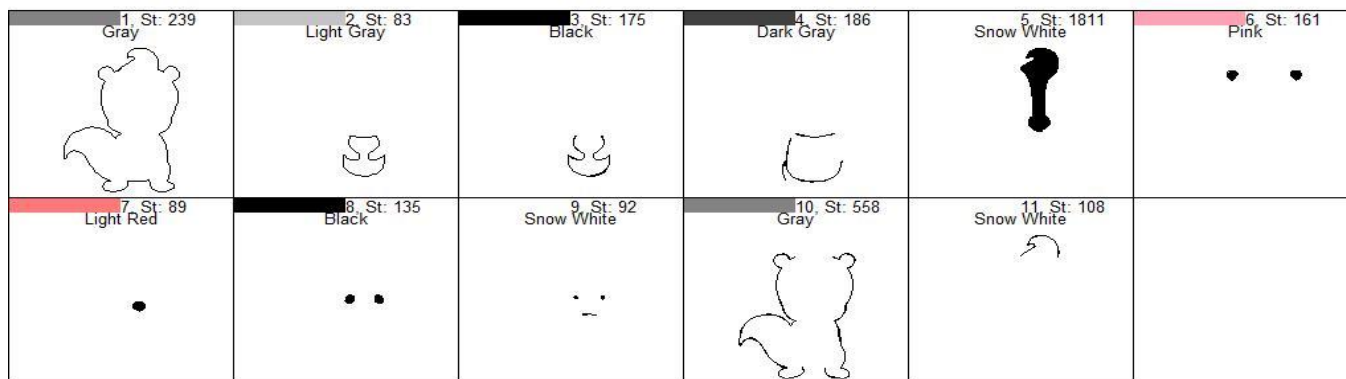 1, St: 239
Gray
2, St: 83
Light Gray
3, St: 175
Black
4, St: 186
Dark Gray
5, St: 1811
Snow White
6, St: 161
Pink
7, St: 89
Light Red
8, St: 135
Black
9, St: 92
Snow White
10, St: 558
Gray
11, St: 108
Snow White